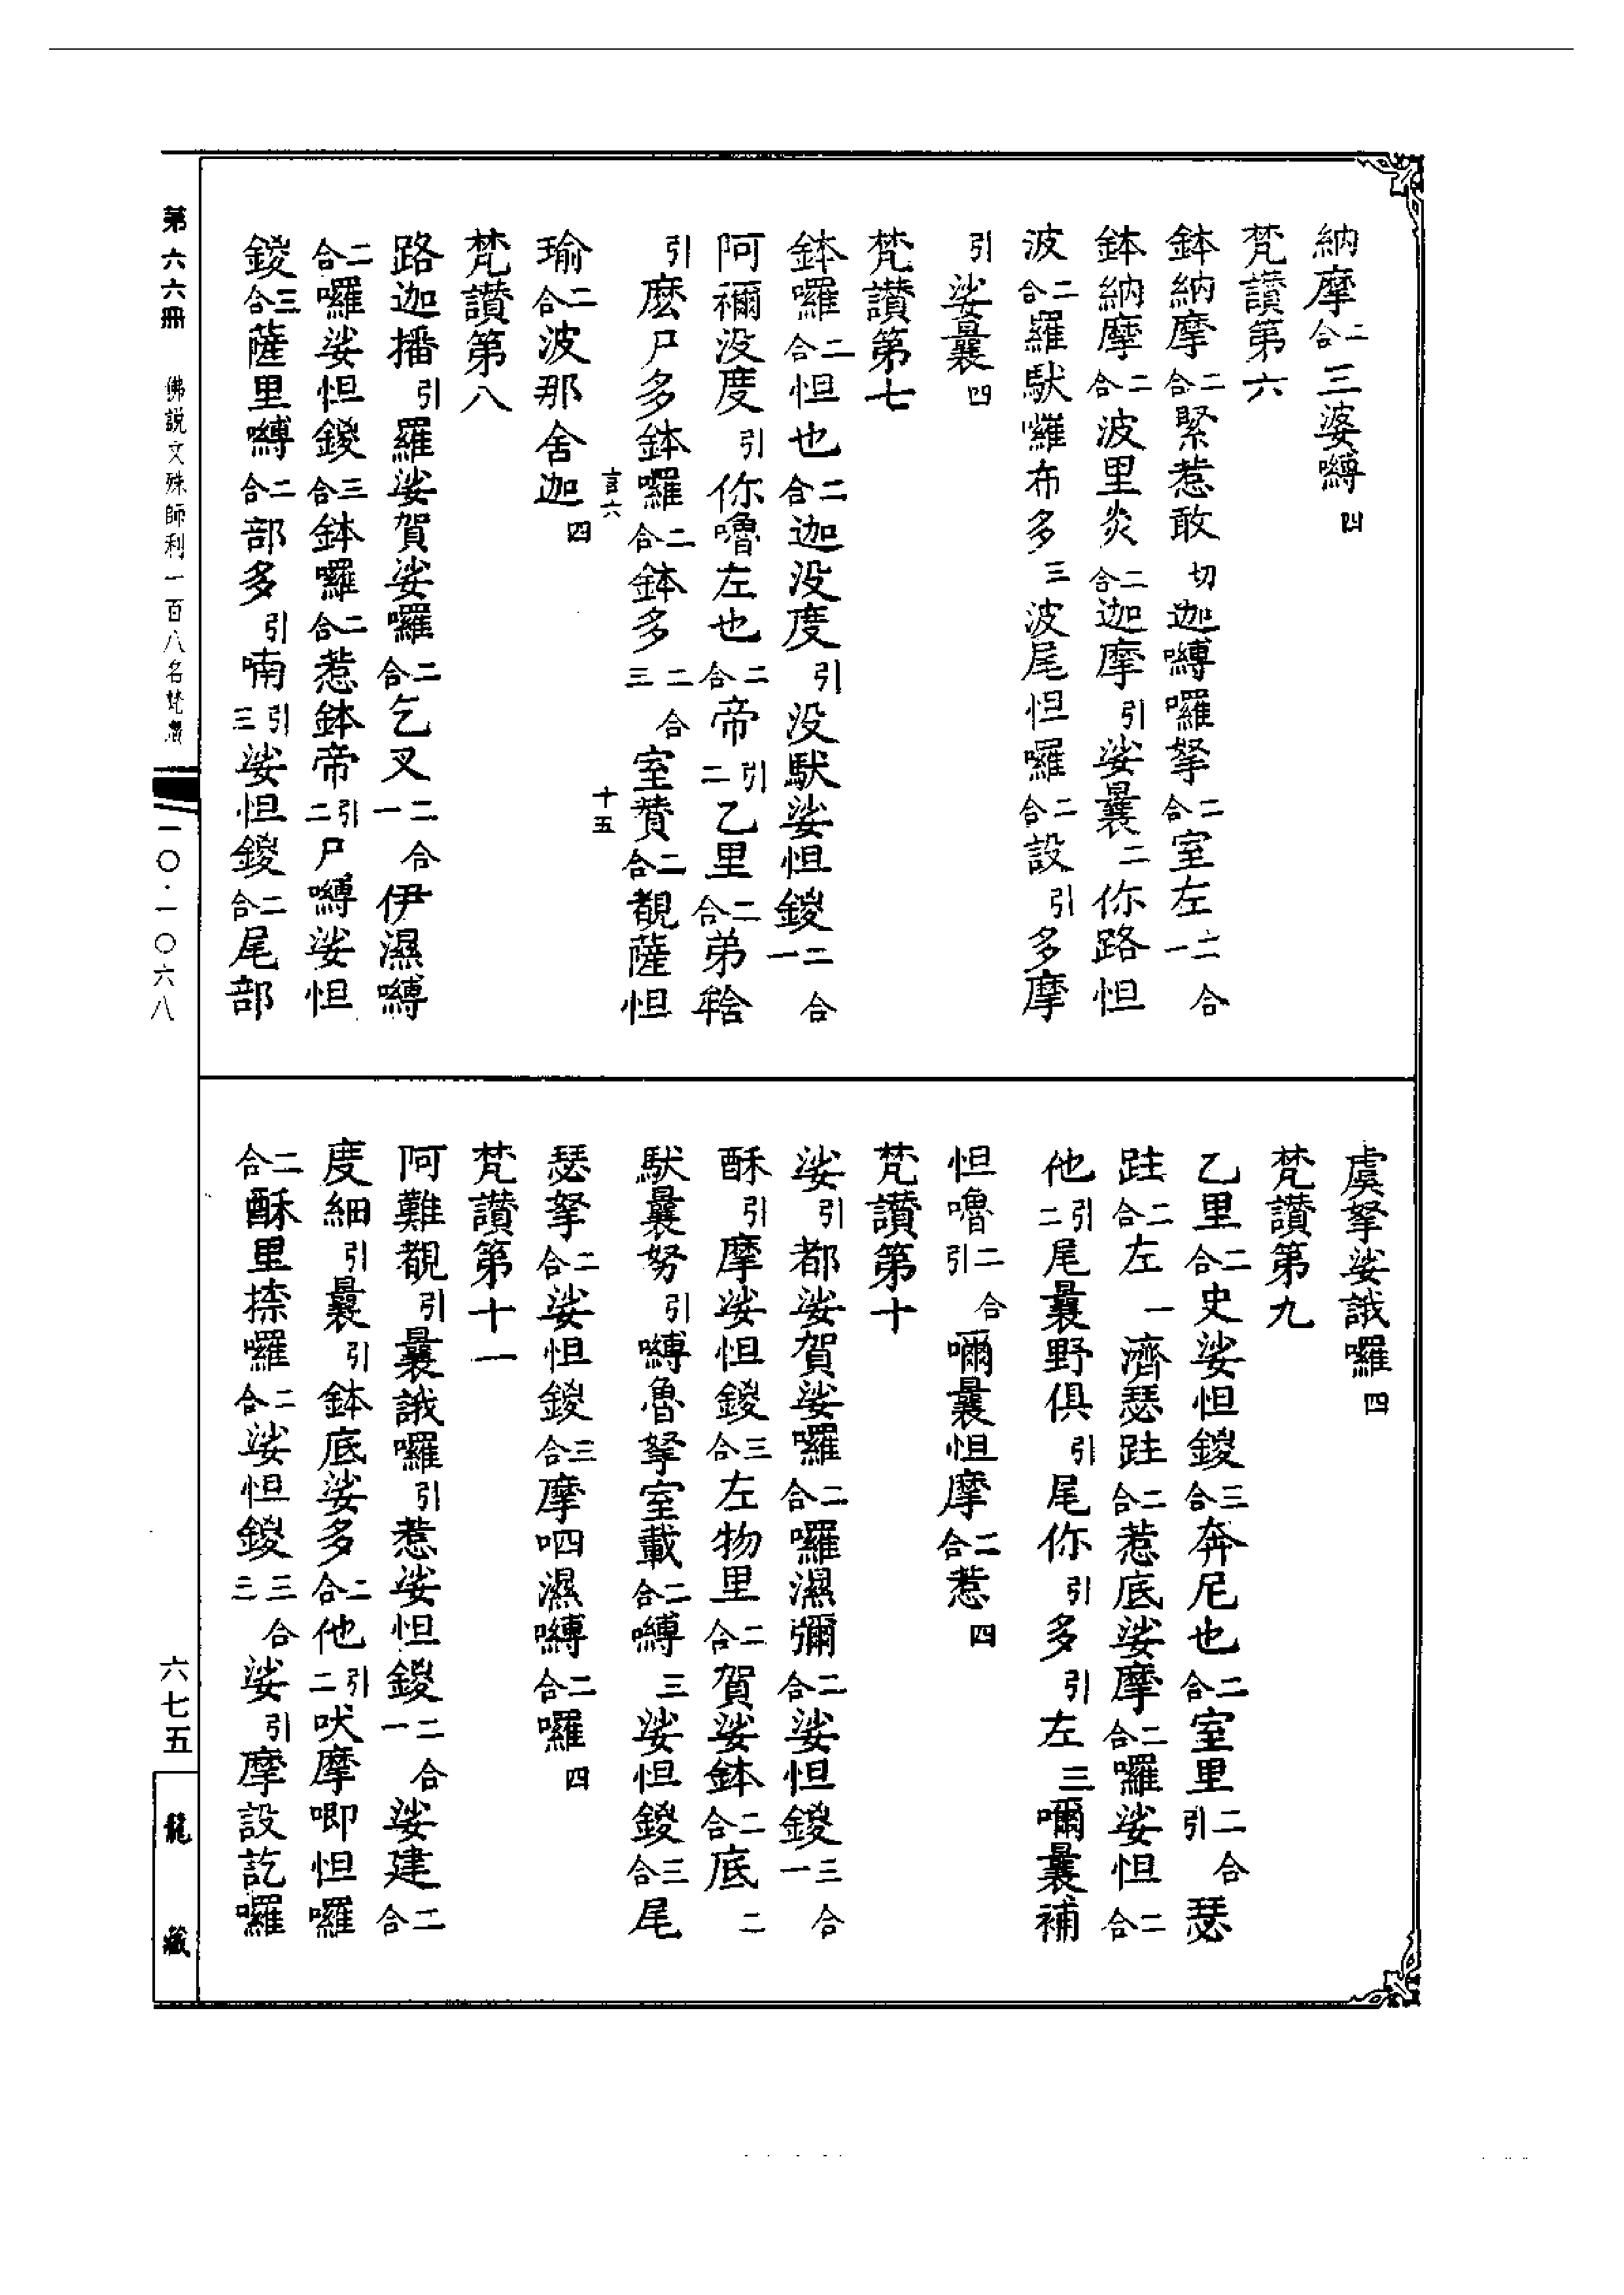 納摩二合三婆嚩四
梵讚第六
鉢納摩二合緊惹敢切迦嚩囉拏二合室左二合一
鉢納摩二合波里炎二合迦摩引娑曩二你路怛
波二合羅馱囉布多三波尾怛囉二合設引多摩
引娑曩四
梵讚第七
鉢囉二合怛也二合迦没度引没馱娑怛鍐二合一
阿禰没度引你嚕左也二合帝引二乙里二合弟
引麽尸多鉢囉二合鉢多二合三室贊二合覩薩怛
瑜二合波那舍迦四
言六 十五
梵讚第八
路迦播引羅娑賀娑囉二合乞叉二合一伊濕嚩
二合囉娑怛鍐三合鉢囉二合惹鉢帝引二尸嚩娑怛
鍐三合薩里嚩二合部多引喃引三娑怛鍐二合尾部
虞拏娑誐囉四
梵讚第九
乙里二合史娑怛鍐三合奔尼也二合室里二合引瑟
跓二合左一濟瑟跓二合惹底娑摩二合囉娑怛二合
他引二尾曩野俱引尾你引多引左三嚩曩補
怛嚕二合引嚩曩怛摩二合惹四
梵讚第十
娑引都娑賀娑囉二合囉濕彌二合娑怛鍐三合一
酥引摩娑怛鍐三合左物里二合賀娑鉢二合底二
馱曩努引嚩魯拏室載二合嚩三娑怛鍐三合尾
瑟拏二合娑怛鍐三合摩呬濕嚩二合囉四
梵讚第十一
阿難覩引曩誐囉引惹娑怛鍐二合一娑建二合
度細引曩引鉢底娑多二合他引二吠摩唧怛囉
二合酥里捺囉二合娑怛鍐三合三娑引摩設訖囉
第六六冊 佛説文殊師利一百八名梵讚 一〇·一〇六八 六七五 龍藏